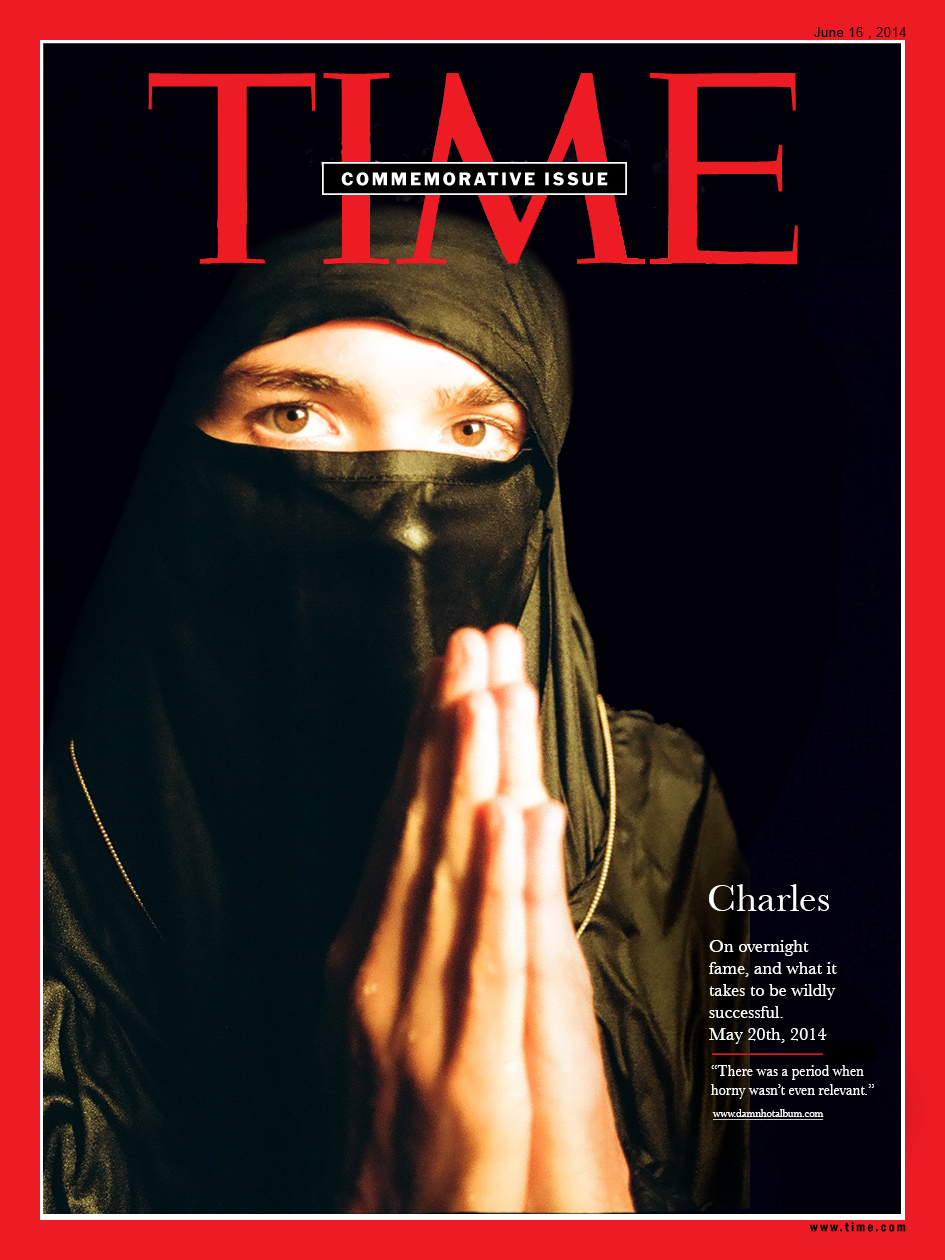 June 16 , 2014
TIME
COMMEMORATIVE ISSUE
Charles
On overnight
fame, and what it
takes to be wildly
successful.
May 20th, 2014
“There was a period when
horny wasn’t even relevant.”
www.damnhotalbum.com
www.time.com